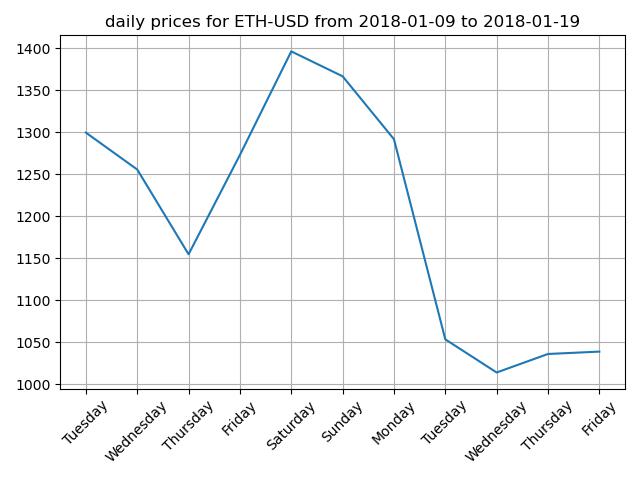 daily prices for ETH-USD from 2018-01-09 to 2018-01-19
1400
1350
1300
1250
1200
1150
1100
1050
1000
Tuesday
Wednesday
Thursday
Friday
Saturday
Sunday
Monday
Tuesday
Wednesday
Thursday
Friday